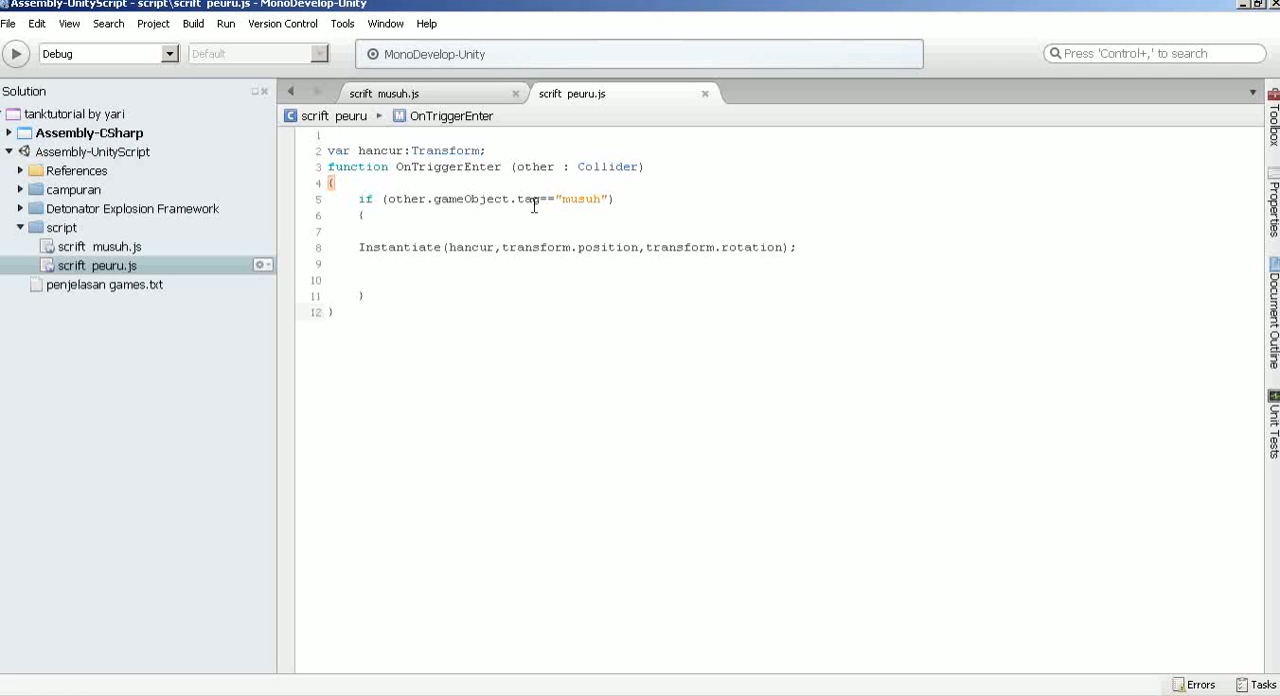 Assembly-UnityScript - script\scrift peuru.js - MonoDevelop-Unity
File Edit View Search Project Build Run Version Control Tools Window Help
Debug Default MonoDevelop-Unity Press 'Control+,' to search
Solution
tanktutorial by yari
Assembly-CSharp
Assembly-UnityScript
References
campuran
Detonator Explosion Framework
script
scrift musuh.js
scrift peuru.js
penjelasan games.txt
scrift musuh.js scrift peuru.js
scrift peuru OnTriggerEnter
1
2 var hancur:Transform;
3 function OnTriggerEnter (other : Collider)
4 {
5 if (other.gameObject.tag=="musuh")
6 {
7
8 Instantiate(hancur,transform.position,transform.rotation);
9
10
11 }
12 }
Toolbox
Properties
Document Outline
Unit Tests
Errors Tasks